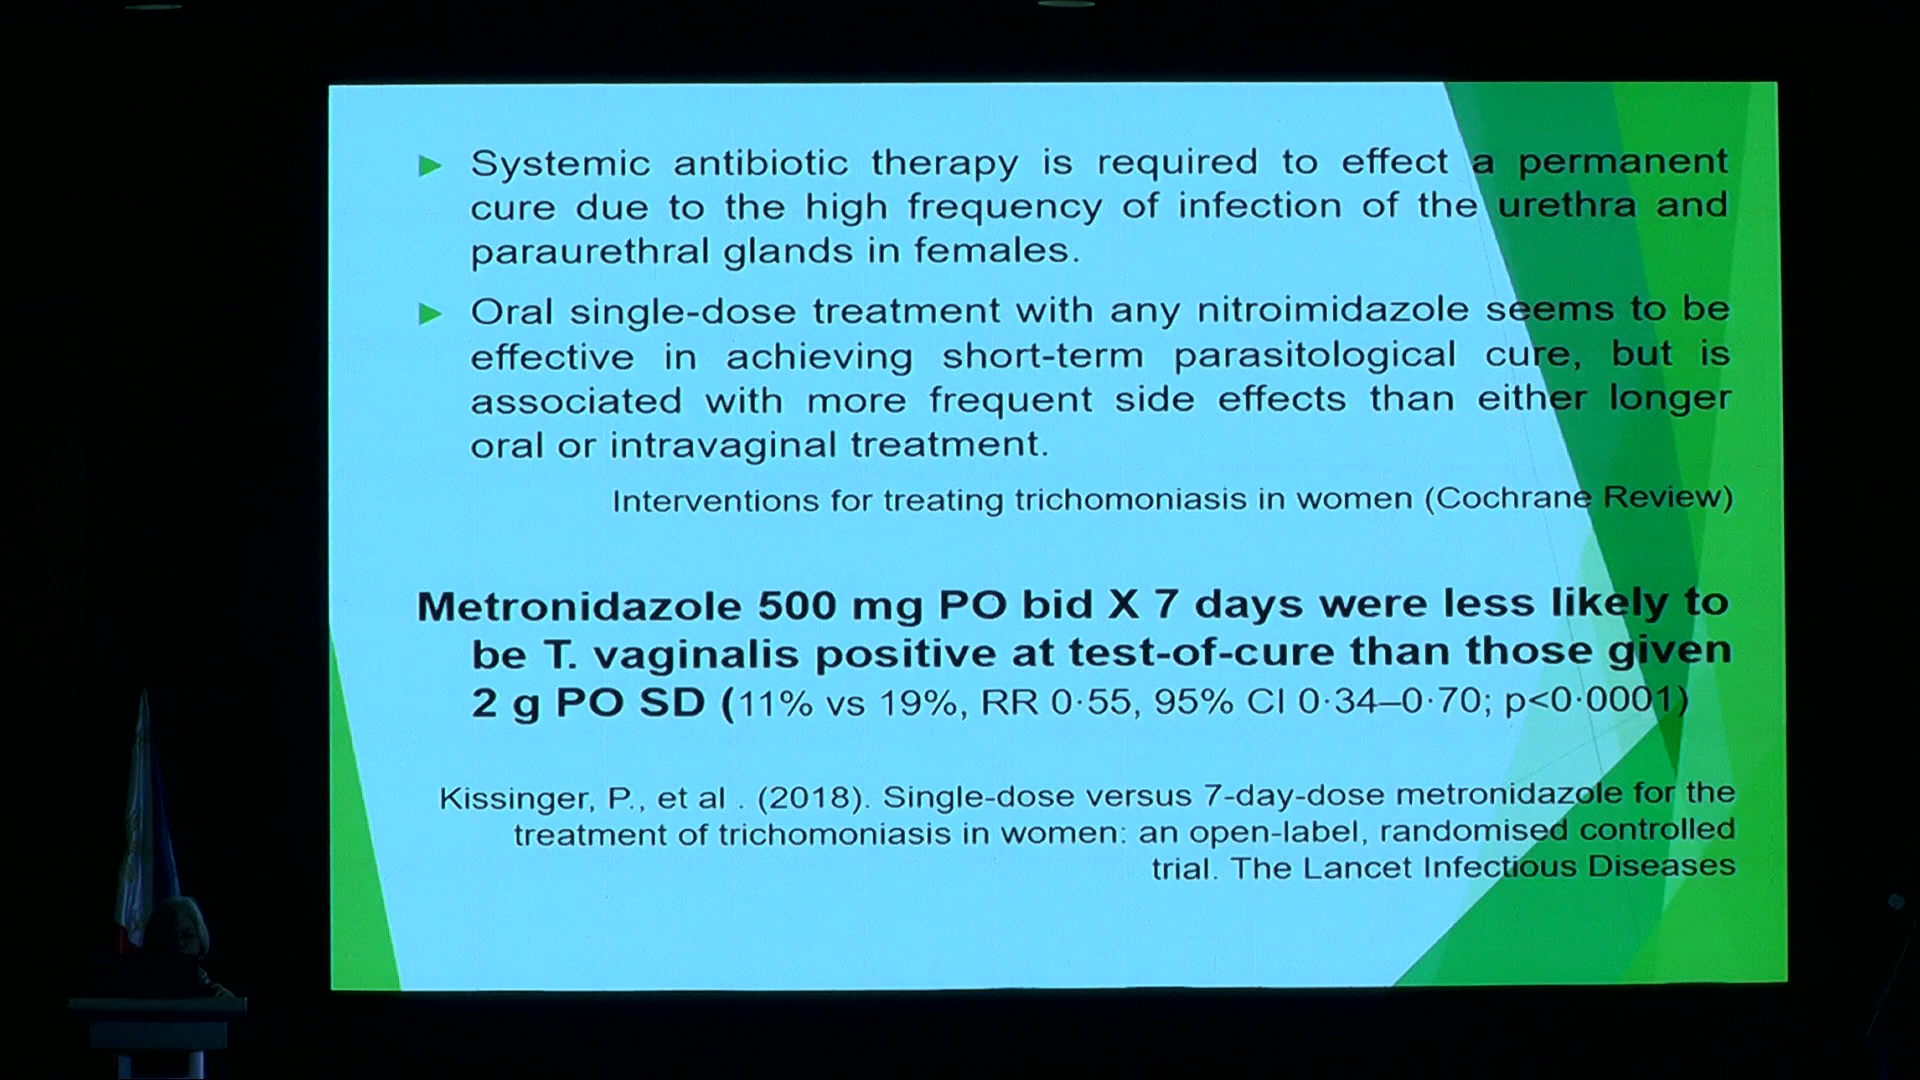 Systemic antibiotic therapy is required to effect a permanent
cure due to the high frequency of infection of the urethra and
paraurethral glands in females.
Oral single-dose treatment with any nitroimidazole seems to be
effective in achieving short-term parasitological cure, but is
associated with more frequent side effects than either longer
oral or intravaginal treatment.
Interventions for treating trichomoniasis in women (Cochrane Review)
Metronidazole 500 mg PO bid X 7 days were less likely to
be T. vaginalis positive at test-of-cure than those given
2 g PO SD (11% vs 19%, RR 0·55, 95% CI 0·34–0·70; p<0·0001)
Kissinger, P., et al . (2018). Single-dose versus 7-day-dose metronidazole for the
treatment of trichomoniasis in women: an open-label, randomised controlled
trial. The Lancet Infectious Diseases